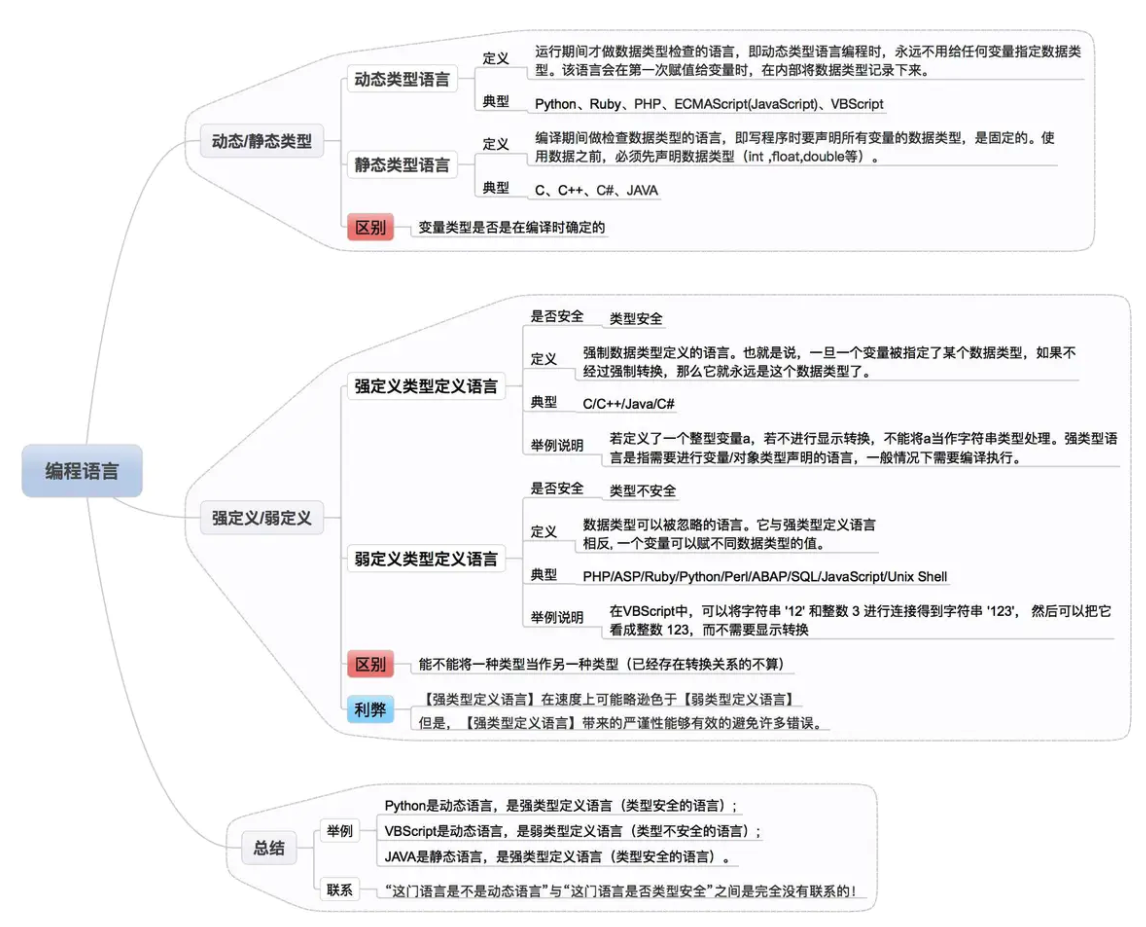 编程语言
动态/静态类型
动态类型语言
定义
运行期间才做数据类型检查的语言，即动态类型语言编程时，永远不用给任何变量指定数据类
型。该语言会在第一次赋值给变量时，在内部将数据类型记录下来。
典型
Python、Ruby、PHP、ECMAScript(JavaScript)、VBScript
静态类型语言
定义
编译期间做检查数据类型的语言，即写程序时要声明所有变量的数据类型，是固定的。使
用数据之前，必须先声明数据类型（int ,float,double等）。
典型
C、C++、C#、JAVA
区别
变量类型是否是在编译时确定的
强定义/弱定义
强定义类型定义语言
是否安全
类型安全
定义
强制数据类型定义的语言。也就是说，一旦一个变量被指定了某个数据类型，如果不
经过强制转换，那么它就永远是这个数据类型了。
典型
C/C++/Java/C#
举例说明
若定义了一个整型变量a，若不进行显示转换，不能将a当作字符串类型处理。强类型语
言是指需要进行变量/对象类型声明的语言，一般情况下需要编译执行。
弱定义类型定义语言
是否安全
类型不安全
定义
数据类型可以被忽略的语言。它与强类型定义语言
相反, 一个变量可以赋不同数据类型的值。
典型
PHP/ASP/Ruby/Python/Perl/ABAP/SQL/JavaScript/Unix Shell
举例说明
在VBScript中，可以将字符串 '12' 和整数 3 进行连接得到字符串 '123'， 然后可以把它
看成整数 123，而不需要显示转换
区别
能不能将一种类型当作另一种类型（已经存在转换关系的不算）
利弊
【强类型定义语言】在速度上可能略逊色于【弱类型定义语言】
但是，【强类型定义语言】带来的严谨性能够有效的避免许多错误。
总结
举例
Python是动态语言，是强类型定义语言（类型安全的语言）;
VBScript是动态语言，是弱类型定义语言（类型不安全的语言）;
JAVA是静态语言，是强类型定义语言（类型安全的语言）。
联系
“这门语言是不是动态语言”与“这门语言是否类型安全”之间是完全没有联系的!